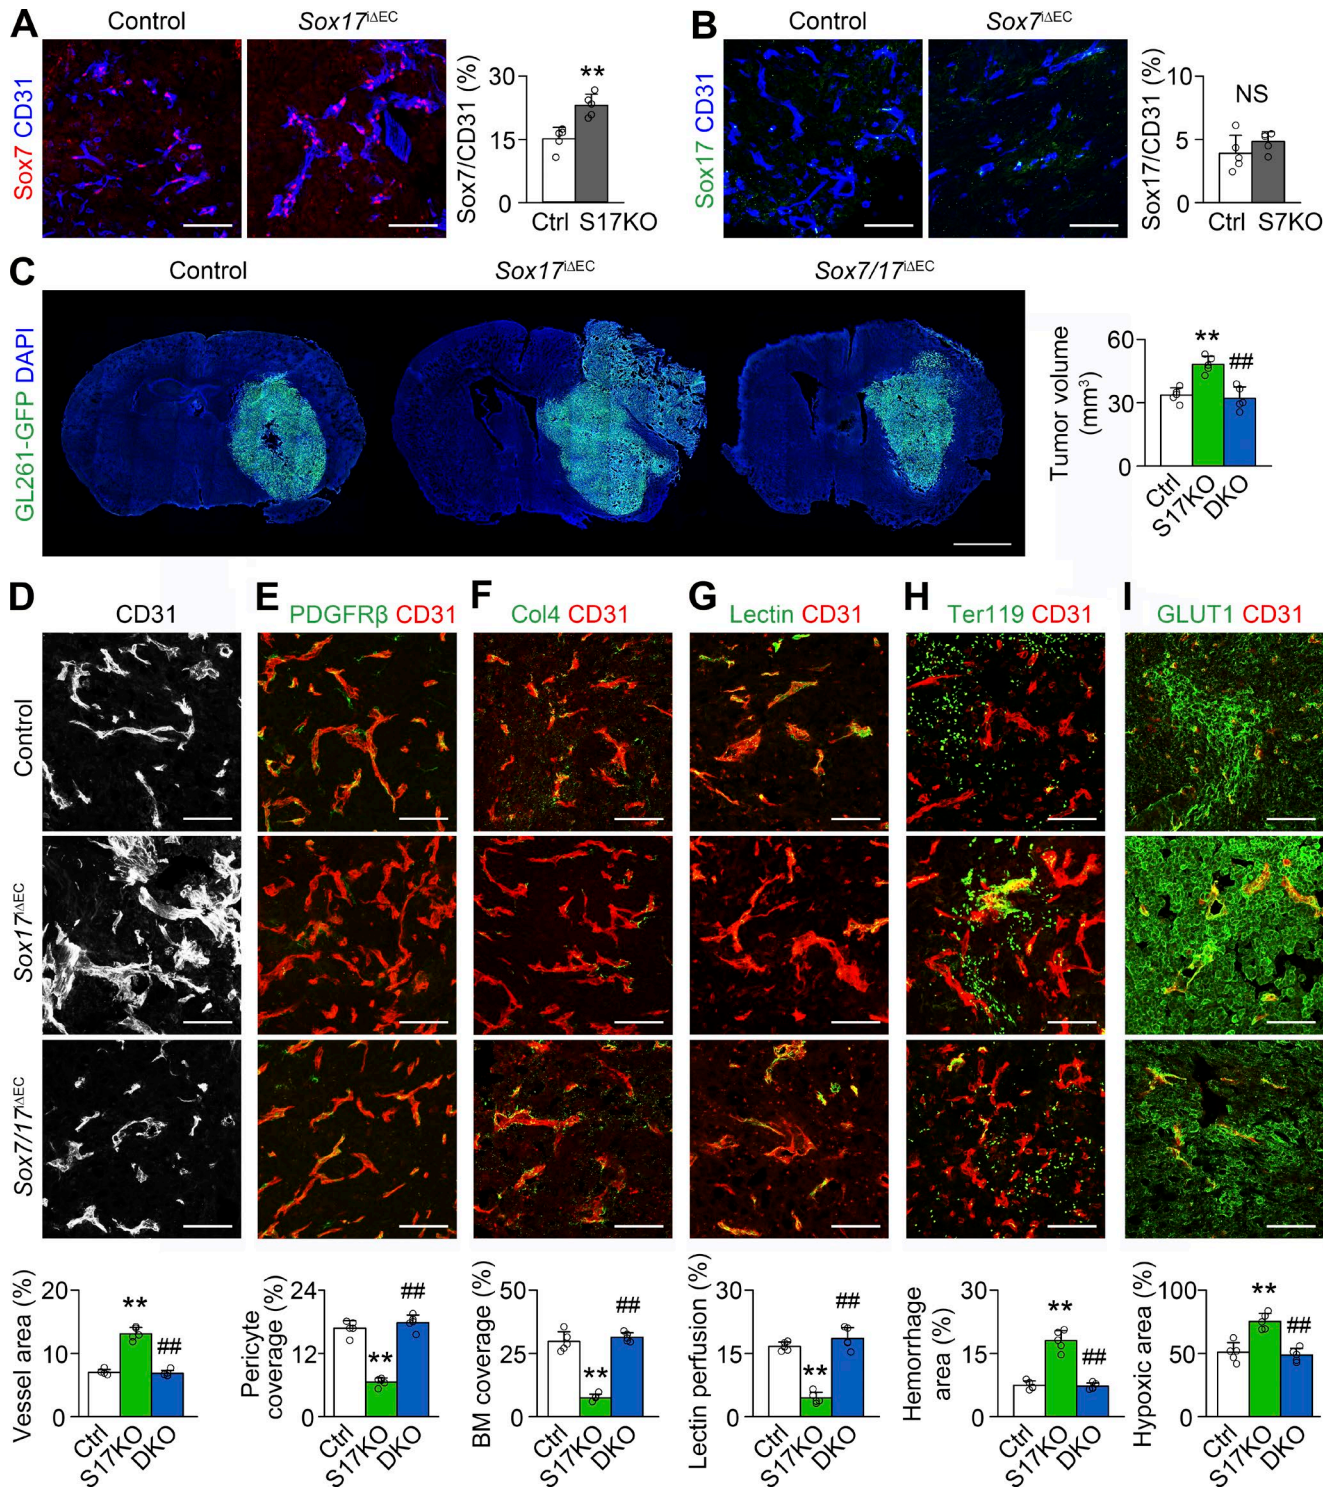 A
Control
Sox17iΔEC
Sox7 CD31
Sox7/CD31 (%)
30
15
0
**
Ctrl S17KO
B
Control
Sox7iΔEC
Sox17 CD31
Sox17/CD31 (%)
10
5
0
NS
Ctrl S7KO
C
Control
Sox17iΔEC
Sox7/17iΔEC
GL261-GFP DAPI
Tumor volume
(mm3)
60
30
0
**
##
Ctrl
S17KO
DKO
D
CD31
E
PDGFRβ CD31
F
Col4 CD31
G
Lectin CD31
H
Ter119 CD31
I
GLUT1 CD31
Control
Sox17iΔEC
Sox7/17iΔEC
Vessel area (%)
20
10
0
**
##
Ctrl
S17KO
DKO
Pericyte
coverage (%)
24
12
0
**
##
Ctrl
S17KO
DKO
BM coverage (%)
50
25
0
**
##
Ctrl
S17KO
DKO
Lectin perfusion (%)
30
15
0
**
##
Ctrl
S17KO
DKO
Hemorrhage
area (%)
30
15
0
**
##
Ctrl
S17KO
DKO
Hypoxic area (%)
100
50
0
**
##
Ctrl
S17KO
DKO